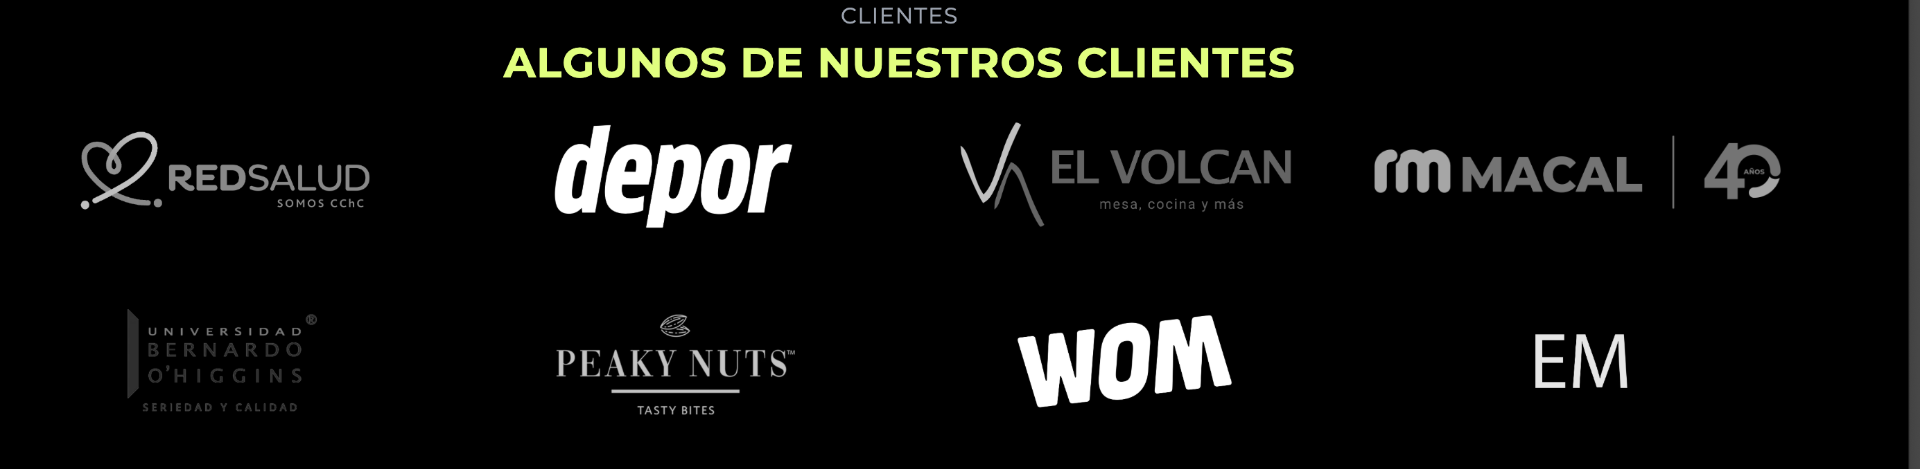 CLIENTES
ALGUNOS DE NUESTROS CLIENTES
REDSALUD
SOMOS CChC
depor
EL VOLCAN
mesa, cocina y más
rm MACAL
40
AÑOS
UNIVERSIDAD ®
BERNARDO
O'HIGGINS
SERIEDAD Y CALIDAD
PEAKY NUTS™
TASTY BITES
WOM
EM